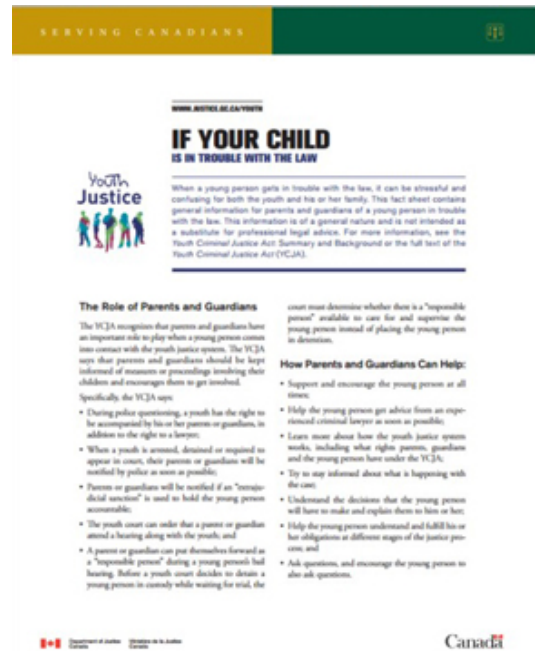 SERVING CANADIANS
WWW.JUSTICE.GC.CA/YOUTH
IF YOUR CHILD
IS IN TROUBLE WITH THE LAW
Youth
Justice
When a young person gets in trouble with the law, it can be stressful and
confusing for both the youth and his or her family. This fact sheet contains
general information for parents and guardians of a young person in trouble
with the law. This information is of a general nature and is not intended as
a substitute for professional legal advice. For more information, see the
Youth Criminal Justice Act: Summary and Background or the full text of the
Youth Criminal Justice Act (YCJA).
The Role of Parents and Guardians
The YCJA recognizes that parents and guardians have
an important role to play when a young person comes
into contact with the youth justice system. The YCJA
says that parents and guardians should be kept
informed of measures or proceedings involving their
children and encourages them to get involved.
Specifically, the YCJA says:
• During police questioning, a youth has the right to
be accompanied by his or her parents or guardians, in
addition to the right to a lawyer;
• When a youth is arrested, detained or required to
appear in court, their parents or guardians will be
notified by police as soon as possible;
• Parents or guardians will be notified if an "extraju-
dicial sanction" is used to hold the young person
accountable;
• The youth court can order that a parent or guardian
attend a hearing along with the youth; and
• A parent or guardian can put themselves forward as
a "responsible person" during a young person's bail
hearing. Before a youth court decides to detain a
young person in custody while waiting for trial, the
court must determine whether there is a "responsible
person" available to care for and supervise the
young person instead of placing the young person
in detention.
How Parents and Guardians Can Help:
• Support and encourage the young person at all
times;
• Help the young person get advice from an expe-
rienced criminal lawyer as soon as possible;
• Learn more about how the youth justice system
works, including what rights parents, guardians
and the young person have under the YCJA;
• Try to stay informed about what is happening with
the case;
• Understand the decisions that the young person
will have to make and explain them to him or her;
• Help the young person understand and fulfill his or
her obligations at different stages of the justice pro-
cess; and
• Ask questions, and encourage the young person to
also ask questions.
Department of Justice Ministère de la Justice
Canada Canada
Canada